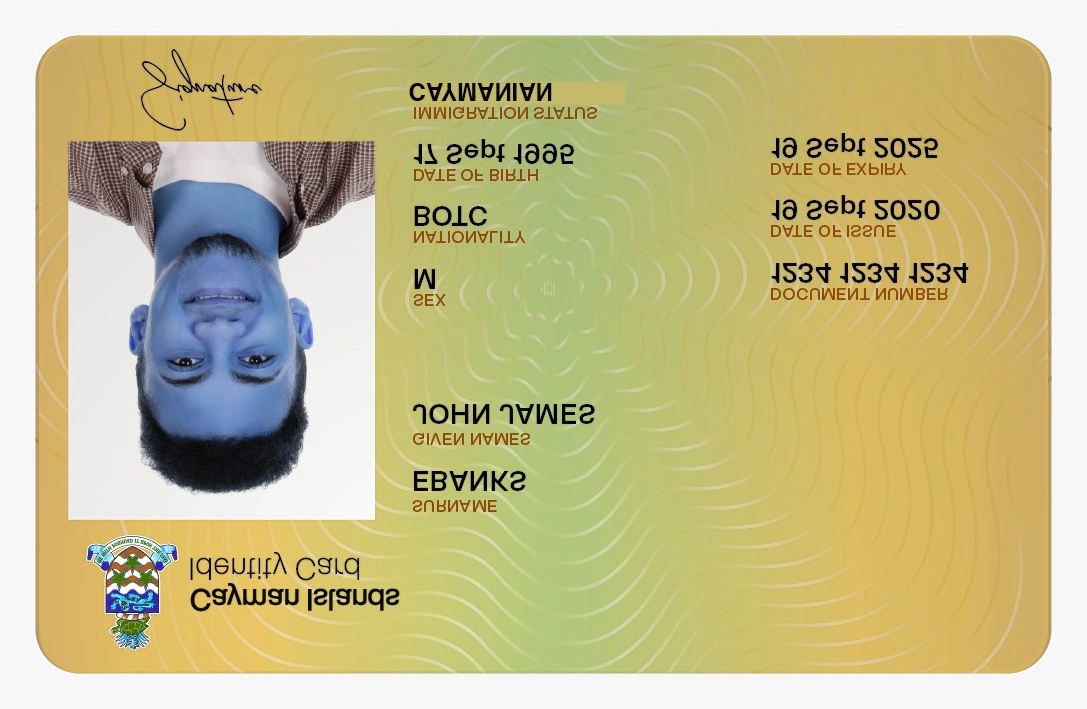 Cayman Islands
Identity Card
SURNAME
EBANKS
GIVEN NAMES
JOHN JAMES
SEX
M
DOCUMENT NUMBER
1234 1234 1234
NATIONALITY
BOTC
DATE OF ISSUE
19 Sept 2020
DATE OF BIRTH
17 Sept 1995
DATE OF EXPIRY
19 Sept 2025
IMMIGRATION STATUS
CAYMANIAN
Signature